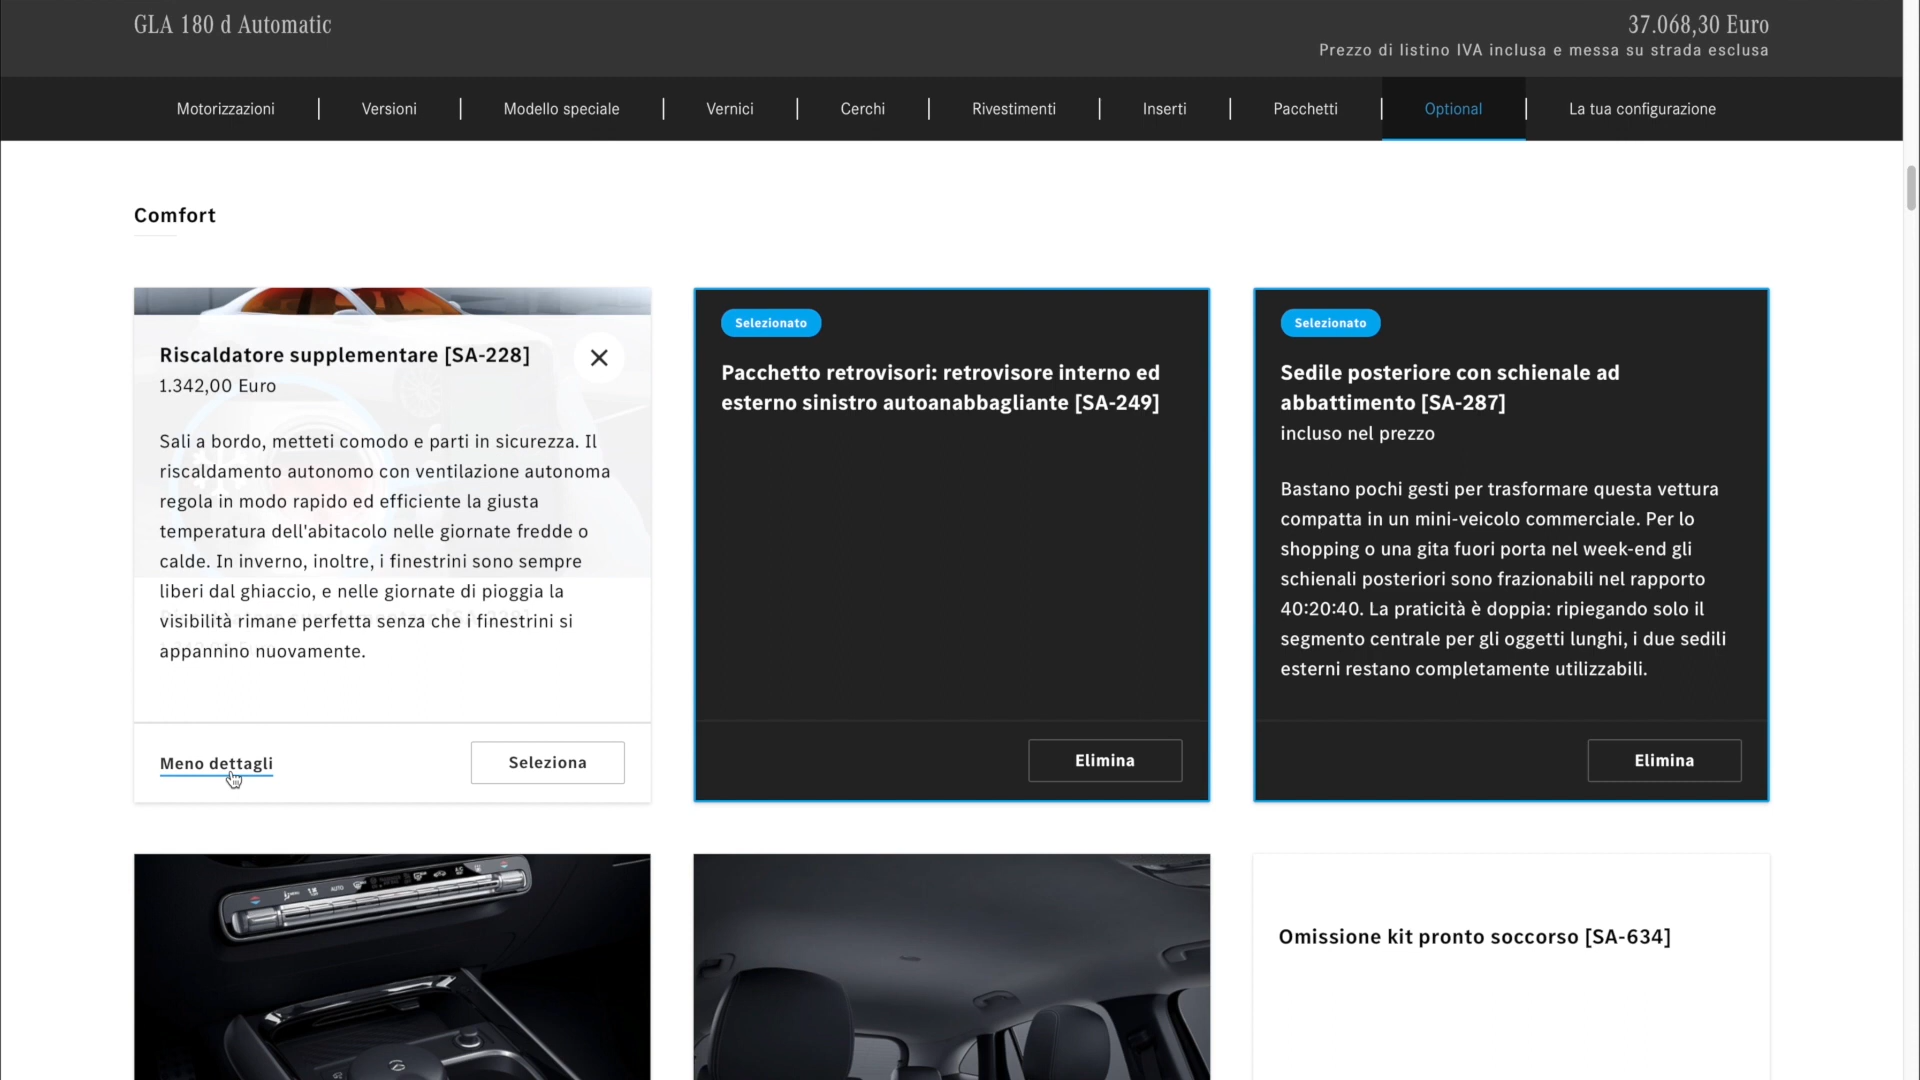 GLA 180 d Automatic
37.068,30 Euro
Prezzo di listino IVA inclusa e messa su strada esclusa
Motorizzazioni
Versioni
Modello speciale
Vernici
Cerchi
Rivestimenti
Inserti
Pacchetti
Optional
La tua configurazione
Comfort
Riscaldatore supplementare [SA-228]
1.342,00 Euro
Sali a bordo, metteti comodo e parti in sicurezza. Il
riscaldamento autonomo con ventilazione autonoma
regola in modo rapido ed efficiente la giusta
temperatura dell'abitacolo nelle giornate fredde o
calde. In inverno, inoltre, i finestrini sono sempre
liberi dal ghiaccio, e nelle giornate di pioggia la
visibilità rimane perfetta senza che i finestrini si
appannino nuovamente.
Meno dettagli
Seleziona
Selezionato
Pacchetto retrovisori: retrovisore interno ed
esterno sinistro autoanabbagliante [SA-249]
Elimina
Selezionato
Sedile posteriore con schienale ad
abbattimento [SA-287]
incluso nel prezzo
Bastano pochi gesti per trasformare questa vettura
compatta in un mini-veicolo commerciale. Per lo
shopping o una gita fuori porta nel week-end gli
schienali posteriori sono frazionabili nel rapporto
40:20:40. La praticità è doppia: ripiegando solo il
segmento centrale per gli oggetti lunghi, i due sedili
esterni restano completamente utilizzabili.
Elimina
AUTO
Omissione kit pronto soccorso [SA-634]